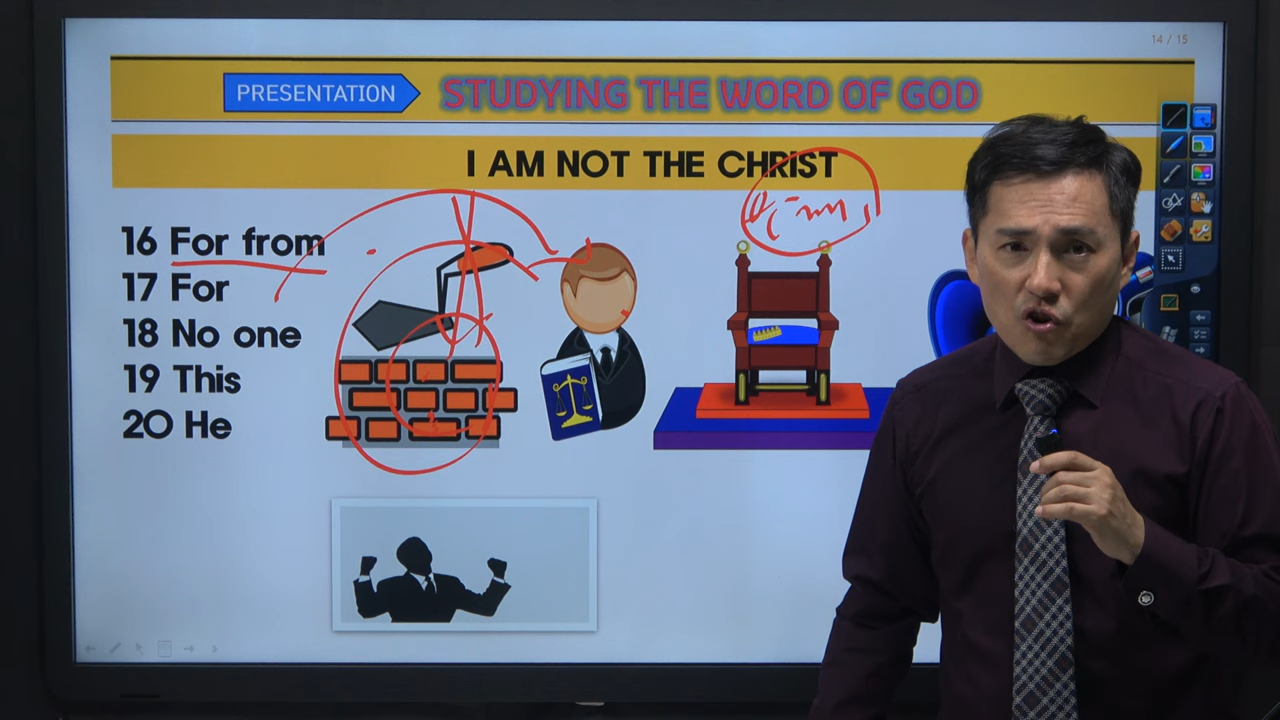 14 / 15
PRESENTATION
STUDYING THE WORD OF GOD
I AM NOT THE CHRIST
16 For from
17 For
18 No one
19 This
20 He